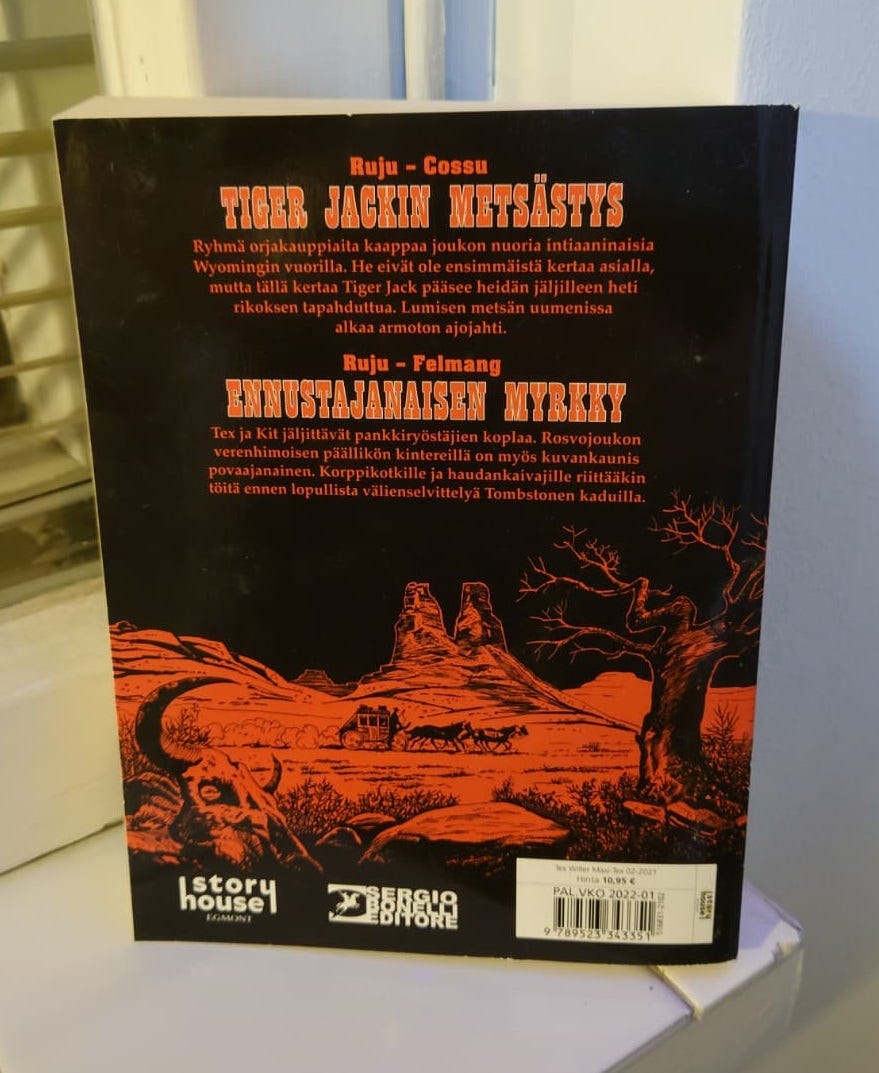 Ruju – Cossu
TIGER JACKIN METSÄSTYS
Ryhmä orjakauppiaita kaappaa joukon nuoria intiaaninaisia
Wyomingin vuorilla. He eivät ole ensimmäistä kertaa asialla,
mutta tällä kertaa Tiger Jack pääsee heidän jäljilleen heti
rikoksen tapahduttua. Lumisen metsän uumenissa
alkaa armoton ajojahti.
Ruju – Felmang
ENNUSTAJANAISEN MYRKKY
Tex ja Kit jäljittävät pankkiryöstäjien koplaa. Rosvojoukon
verenhimoisen päällikön kintereillä on myös kuvankaunis
povaajanainen. Korppikotkille ja haudankaivajille riittääkin
töitä ennen lopullista välienselvittelyä Tombstonen kaduilla.
story
house
EGMONT
SERGIO
BONELLI
EDITORE
Tex Willer Maxi-Tex 02-2021
Hinta 10,95 €
PAL.VKO 2022-01
9 789523 343351
story
house